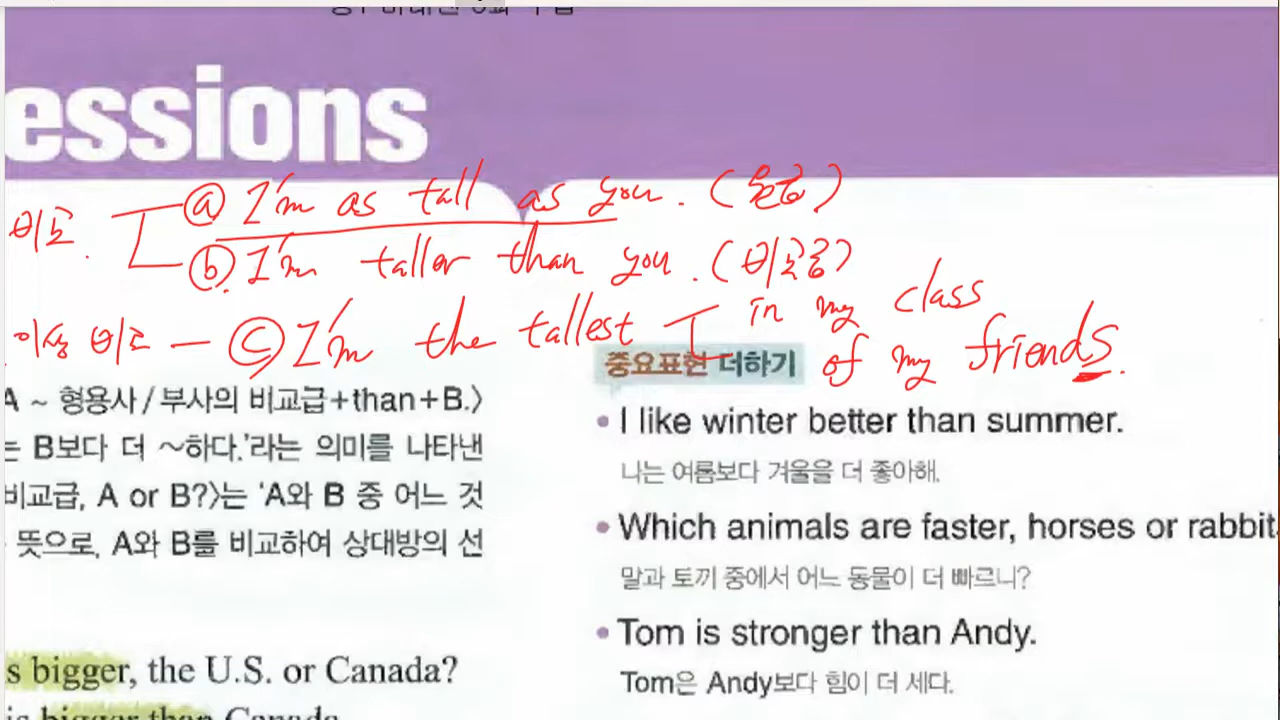 essions
비교 ⓐ I'm as tall as you. (원급)
ⓑ I'm taller than you. (비교급)
이상 비교 – ⓒ I'm the tallest in my class
of my friends.
중요표현 더하기
A ~ 형용사/부사의 비교급+than+B.〉
는 B보다 더 ~하다.'라는 의미를 나타낸
비교급, A or B?〉는 'A와 B 중 어느 것
뜻으로, A와 B를 비교하여 상대방의 선
s bigger, the U.S. or Canada?
is bigger than Canada
• I like winter better than summer.
나는 여름보다 겨울을 더 좋아해.
• Which animals are faster, horses or rabbit
말과 토끼 중에서 어느 동물이 더 빠르니?
• Tom is stronger than Andy.
Tom은 Andy보다 힘이 더 세다.